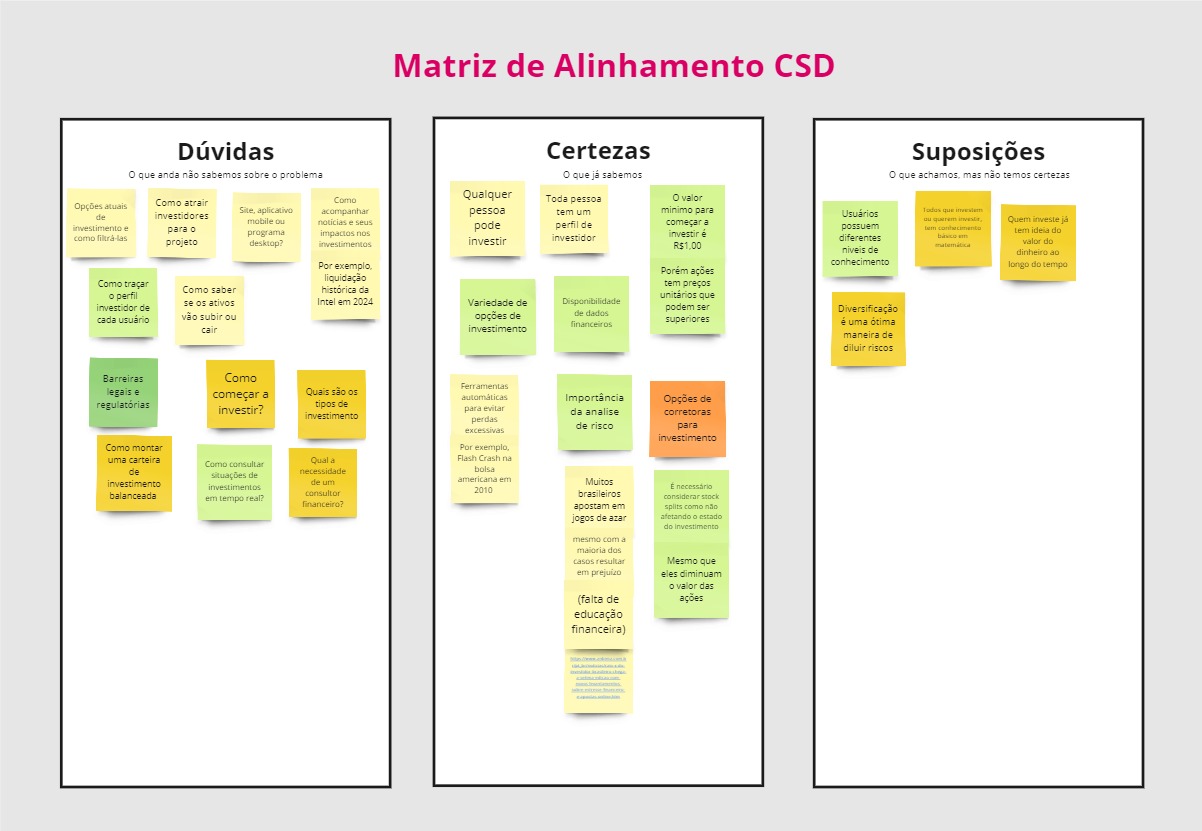 Matriz de Alinhamento CSD
Dúvidas
O que anda não sabemos sobre o problema
Opções atuais
de
investimento e
como filtrá-las
Como atrair
investidores
para o
projeto
Site, aplicativo
mobile ou
programa
desktop?
Como
acompanhar
notícias e seus
impactos nos
investimentos
Por exemplo,
liquidação
histórica da
Intel em 2024
Como traçar
o perfil
investidor de
cada usuário
Como saber
se os ativos
vão subir ou
cair
Barreiras
legais e
regulatórias
Como
começar a
investir?
Quais são os
tipos de
investimento
Como montar
uma carteira
de
investimento
balanceada
Como consultar
situações de
investimentos
em tempo real?
Qual a
necessidade
de um
consultor
financeiro?
Certezas
O que já sabemos
Qualquer
pessoa
pode
investir
Toda pessoa
tem um
perfil de
investidor
O valor
minimo para
começar a
investir é
R$1,00
Porém ações
tem preços
unitários que
podem ser
superiores
Variedade de
opções de
investimento
Disponibilidade
de dados
financeiros
Ferramentas
automáticas
para evitar
perdas
excessivas
Por exemplo,
Flash Crash na
bolsa
americana em
2010
Importância
da analise
de risco
Opções de
corretoras
para
investimento
Muitos
brasileiros
apostam em
jogos de azar
mesmo com a
maioria dos
casos resultar
em prejuízo
(falta de
educação
financeira)
É necessário
considerar stock
splits como não
afetando o estado
do investimento
Mesmo que
eles diminuam
o valor das
ações
Suposições
O que achamos, mas não temos certezas
Usuários
possuem
diferentes
niveis de
conhecimento
Todos que investem
ou querem investir,
tem conhecimento
básico em
matemática
Quem investe já
tem ideia do
valor do
dinheiro ao
longo do tempo
Diversificação
é uma ótima
maneira de
diluir riscos